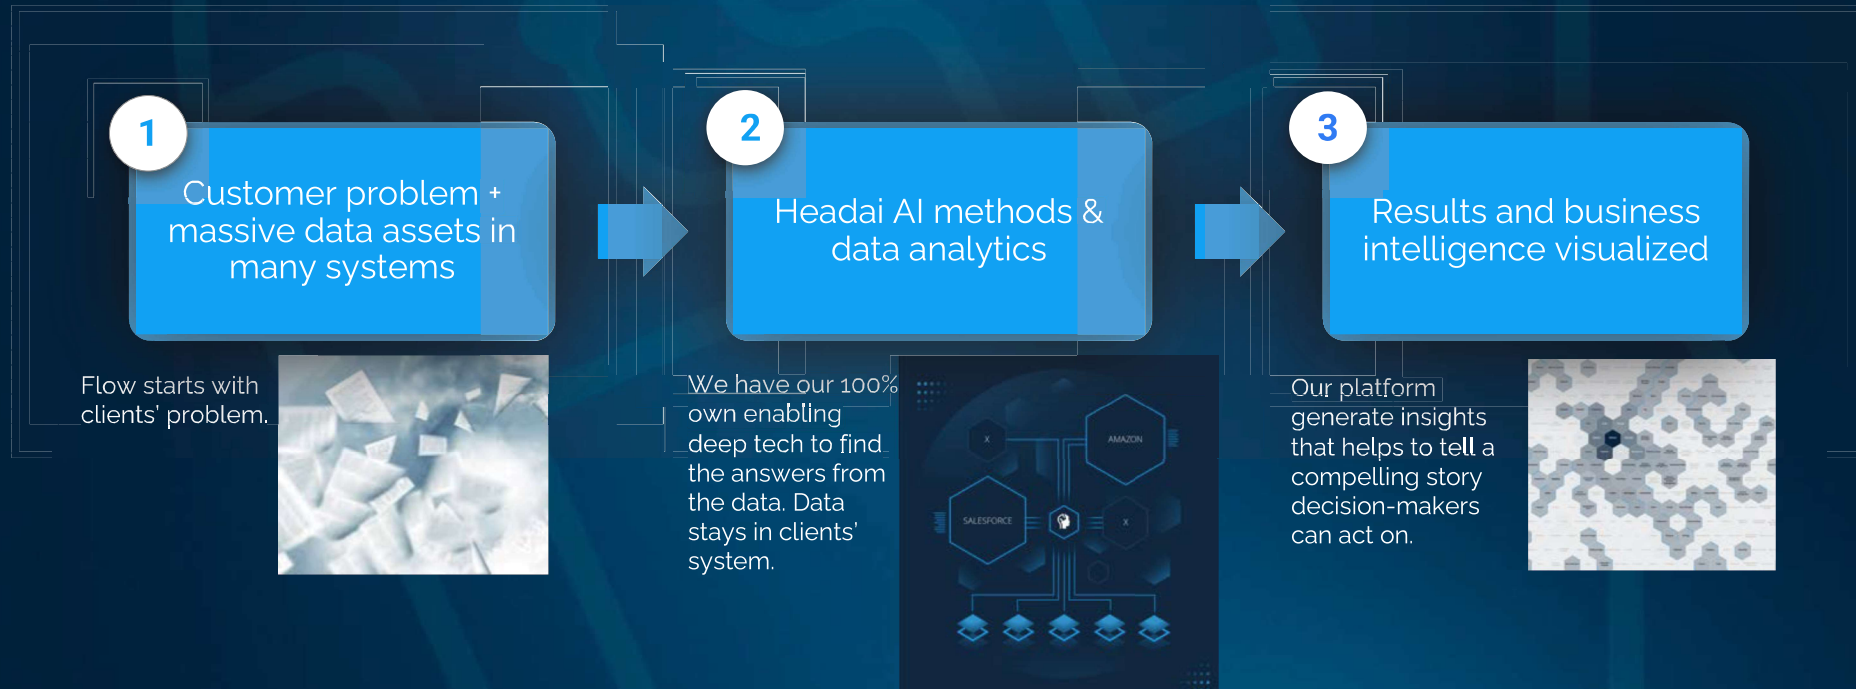 1
Customer problem +
massive data assets in
many systems
Flow starts with
clients' problem.
2
Headai AI methods &
data analytics
We have our 100%
own enabling
deep tech to find
the answers from
the data. Data
stays in clients'
system.
X
AMAZON
SALESFORCE
X
3
Results and business
intelligence visualized
Our platform
generate insights
that helps to tell a
compelling story
decision-makers
can act on.